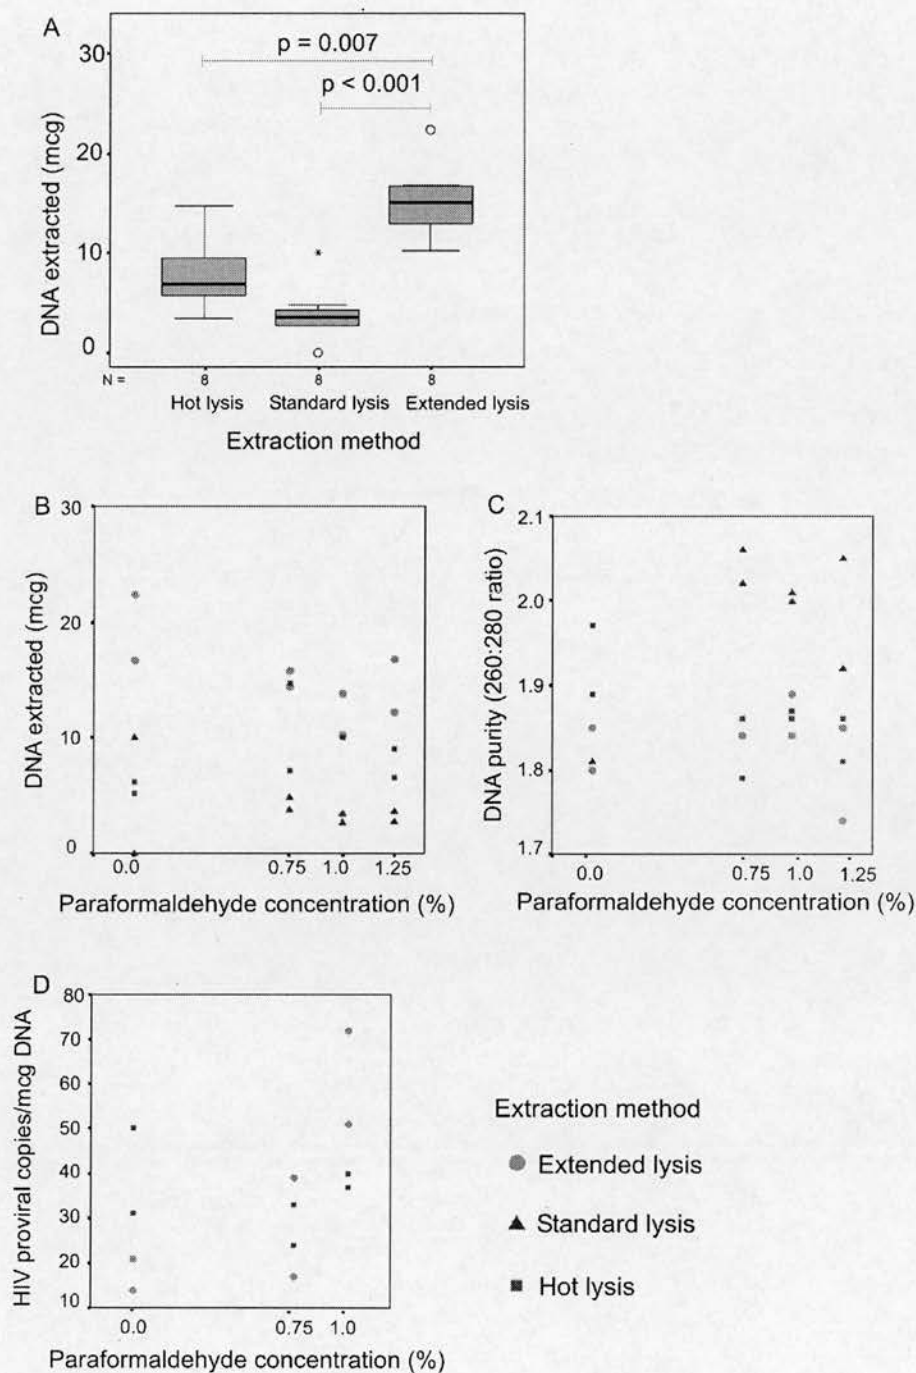 A
DNA extracted (mcg)
30
20
10
0
p = 0.007
p < 0.001
N = 8 8 8
Hot lysis Standard lysis Extended lysis
Extraction method
B
DNA extracted (mcg)
30
20
10
0
0.0 0.75 1.0 1.25
Paraformaldehyde concentration (%)
C
DNA purity (260:280 ratio)
2.1
2.0
1.9
1.8
1.7
0.0 0.75 1.0 1.25
Paraformaldehyde concentration (%)
D
HIV proviral copies/mcg DNA
80
70
60
50
40
30
20
10
0.0 0.75 1.0
Paraformaldehyde concentration (%)
Extraction method
Extended lysis
Standard lysis
Hot lysis